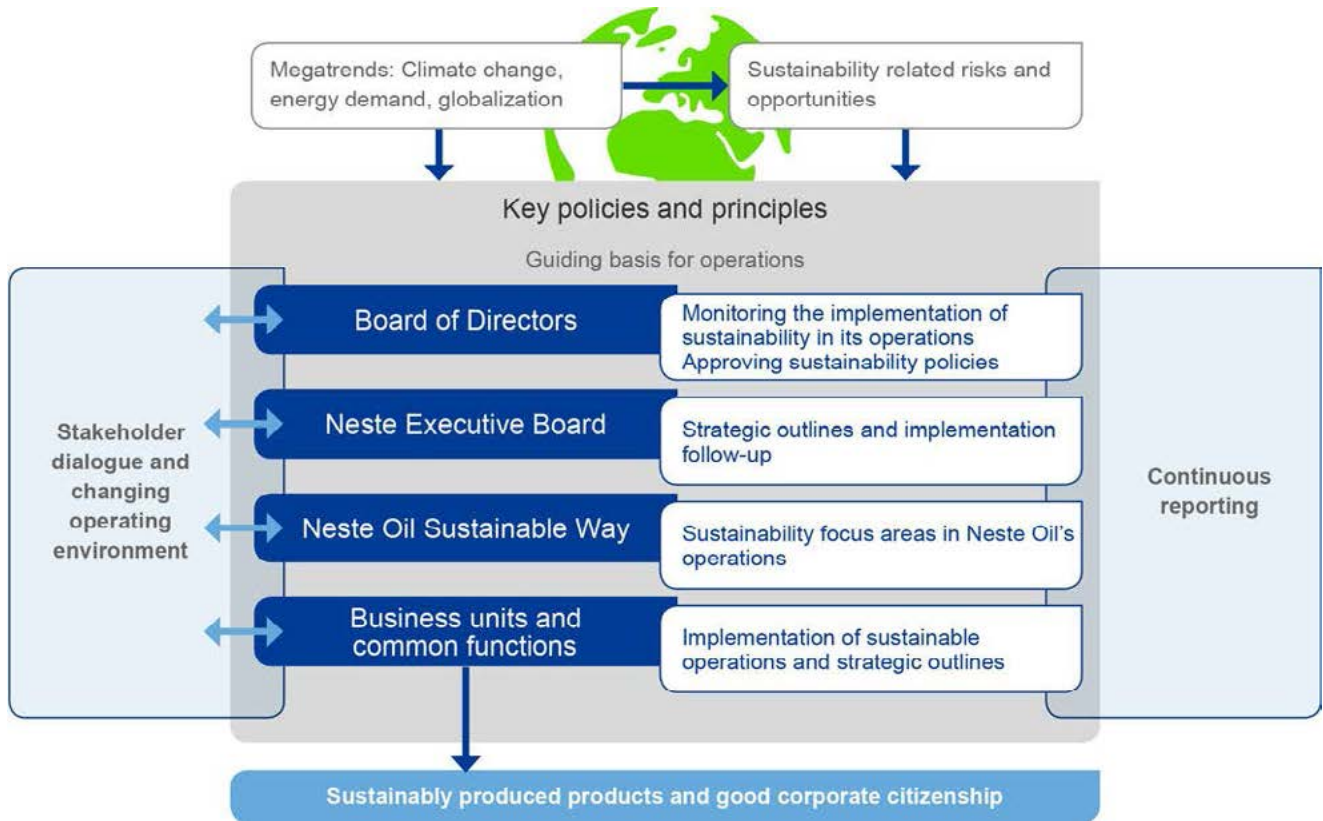 Megatrends: Climate change,
energy demand, globalization
Sustainability related risks and
opportunities
Key policies and principles
Guiding basis for operations
Stakeholder
dialogue and
changing
operating
environment
Board of Directors
Monitoring the implementation of
sustainability in its operations
Approving sustainability policies
Neste Executive Board
Strategic outlines and implementation
follow-up
Neste Oil Sustainable Way
Sustainability focus areas in Neste Oil's
operations
Business units and
common functions
Implementation of sustainable
operations and strategic outlines
Continuous
reporting
Sustainably produced products and good corporate citizenship